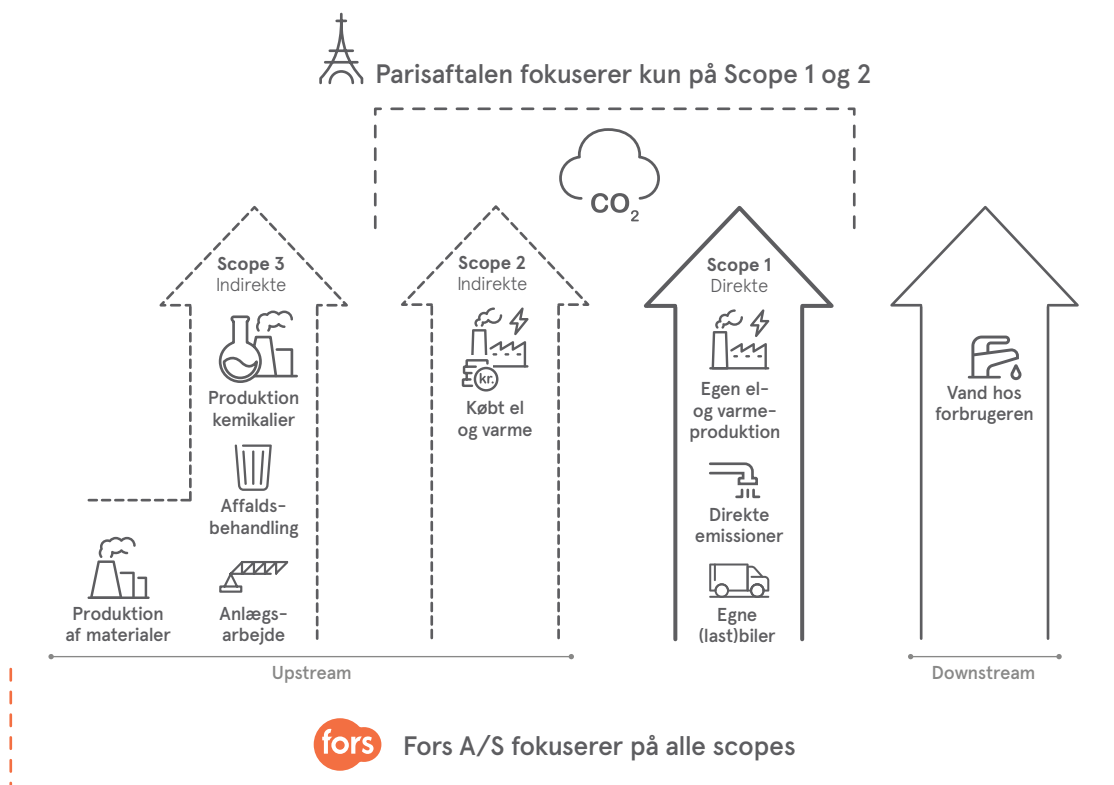 Parisaftalen fokuserer kun på Scope 1 og 2
CO₂
Scope 3
Indirekte
Produktion
kemikalier
Affalds-
behandling
Produktion
af materialer
Anlægs-
arbejde
Scope 2
Indirekte
kr.
Købt el
og varme
Scope 1
Direkte
Egen el-
og varme-
produktion
Direkte
emissioner
Egne
(last)biler
Vand hos
forbrugeren
Upstream
Downstream
fors
Fors A/S fokuserer på alle scopes